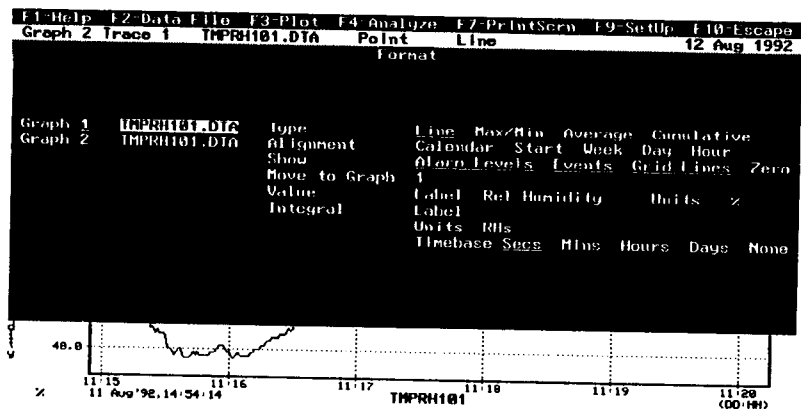 F1-Help F2-Data File F3-Plot F4-Analyze F7-PrintScrn F9-SetUp F10-Escape
Graph 2 Trace 1 TMPRH101.DTA Point Line 12 Aug 1992
Format
Graph 1 TMPRH101.DTA Type Line Max/Min Average Cumulative
Graph 2 TMPRH101.DTA Alignment Calendar Start Week Day Hour
Show Alarm Levels Events Grid Lines Zero
Move to Graph 1
Value Label Rel Humidity Units %
Integral Label
Units RHs
Timebase Secs Mins Hours Days None
40.0
11:15 11:16 11:17 11:18 11:19 11:20
% 11 Aug'92,14:54:14 TMPRH101 (DD:HH)